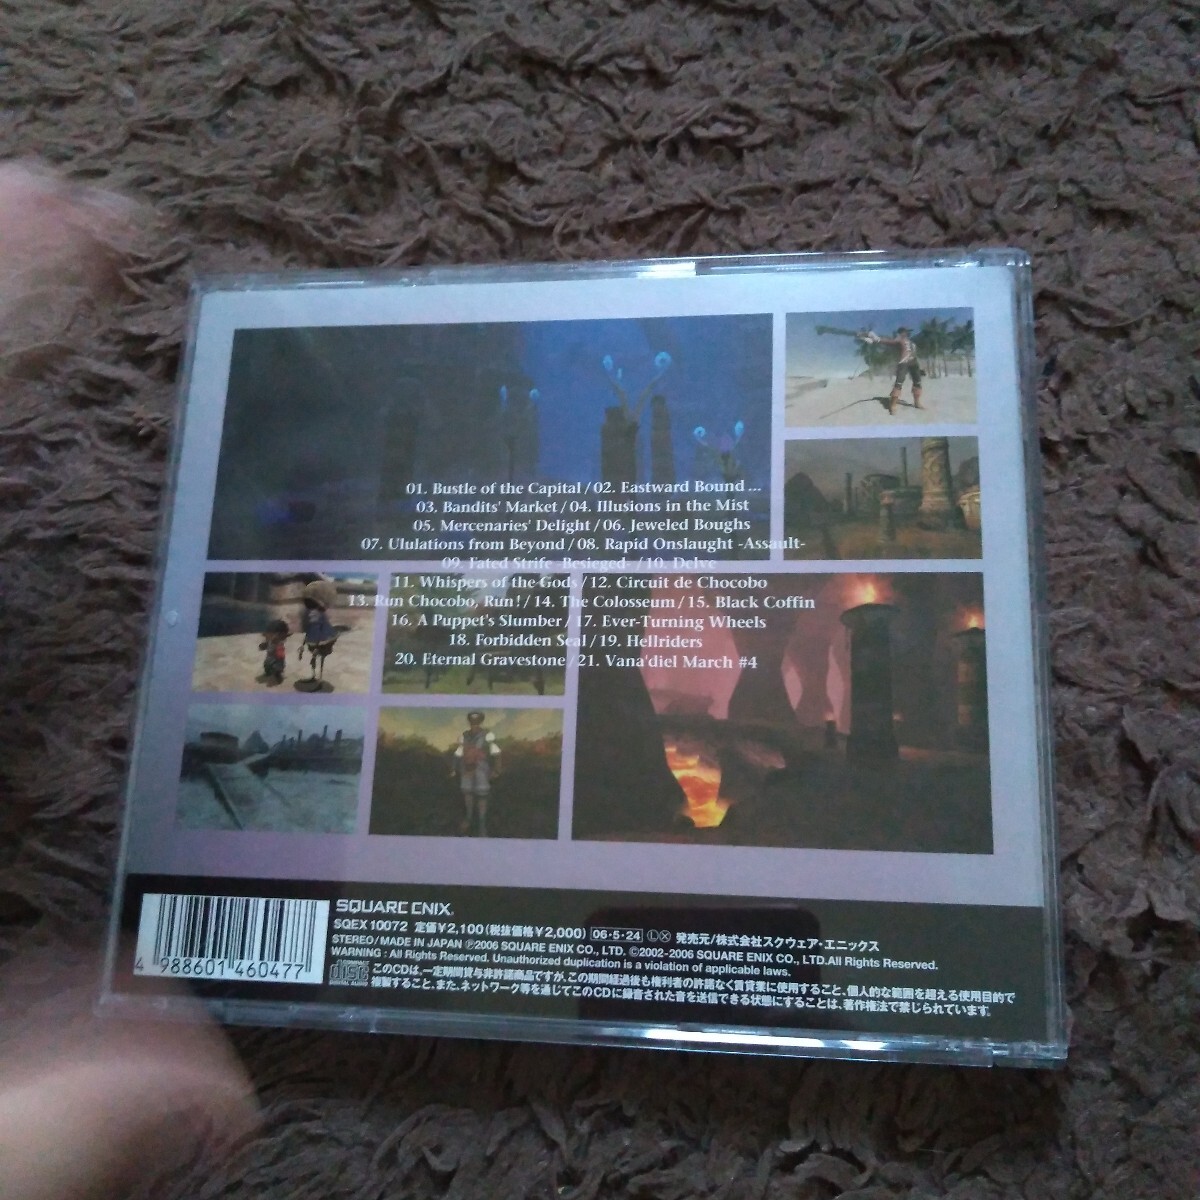 01. Bustle of the Capital / 02. Eastward Bound ...
03. Bandits' Market / 04. Illusions in the Mist
05. Mercenaries' Delight / 06. Jeweled Boughs
07. Ululations from Beyond / 08. Rapid Onslaught -Assault-
09. Fated Strife -Besieged- / 10. Delve
11. Whispers of the Gods / 12. Circuit de Chocobo
13. Run Chocobo, Run! / 14. The Colosseum / 15. Black Coffin
16. A Puppet's Slumber / 17. Ever-Turning Wheels
18. Forbidden Seal / 19. Hellriders
20. Eternal Gravestone / 21. Vana'diel March #4
SQUARE ENIX®
SQEX 10072 定価¥2,100(税抜価格¥2,000) 06・5・24 Ⓛ Ⓧ 発売元/株式会社スクウェア・エニックス
STEREO/MADE IN JAPAN ℗2006 SQUARE ENIX CO., LTD. ©2002-2006 SQUARE ENIX CO., LTD.All Rights Reserved.
WARNING : All Rights Reserved. Unauthorized duplication is a violation of applicable laws.
このCDは、一定期間貸与非許諾商品ですが、この期間経過後も権利者の許諾なく賃貸業に使用すること、個人的な範囲を超える使用目的で
複製すること、また、ネットワーク等を通じてこのCDに録音された音を送信できる状態にすることは、著作権法で禁じられています。
COMPACT
disc
DIGITAL AUDIO
4 988601 460477